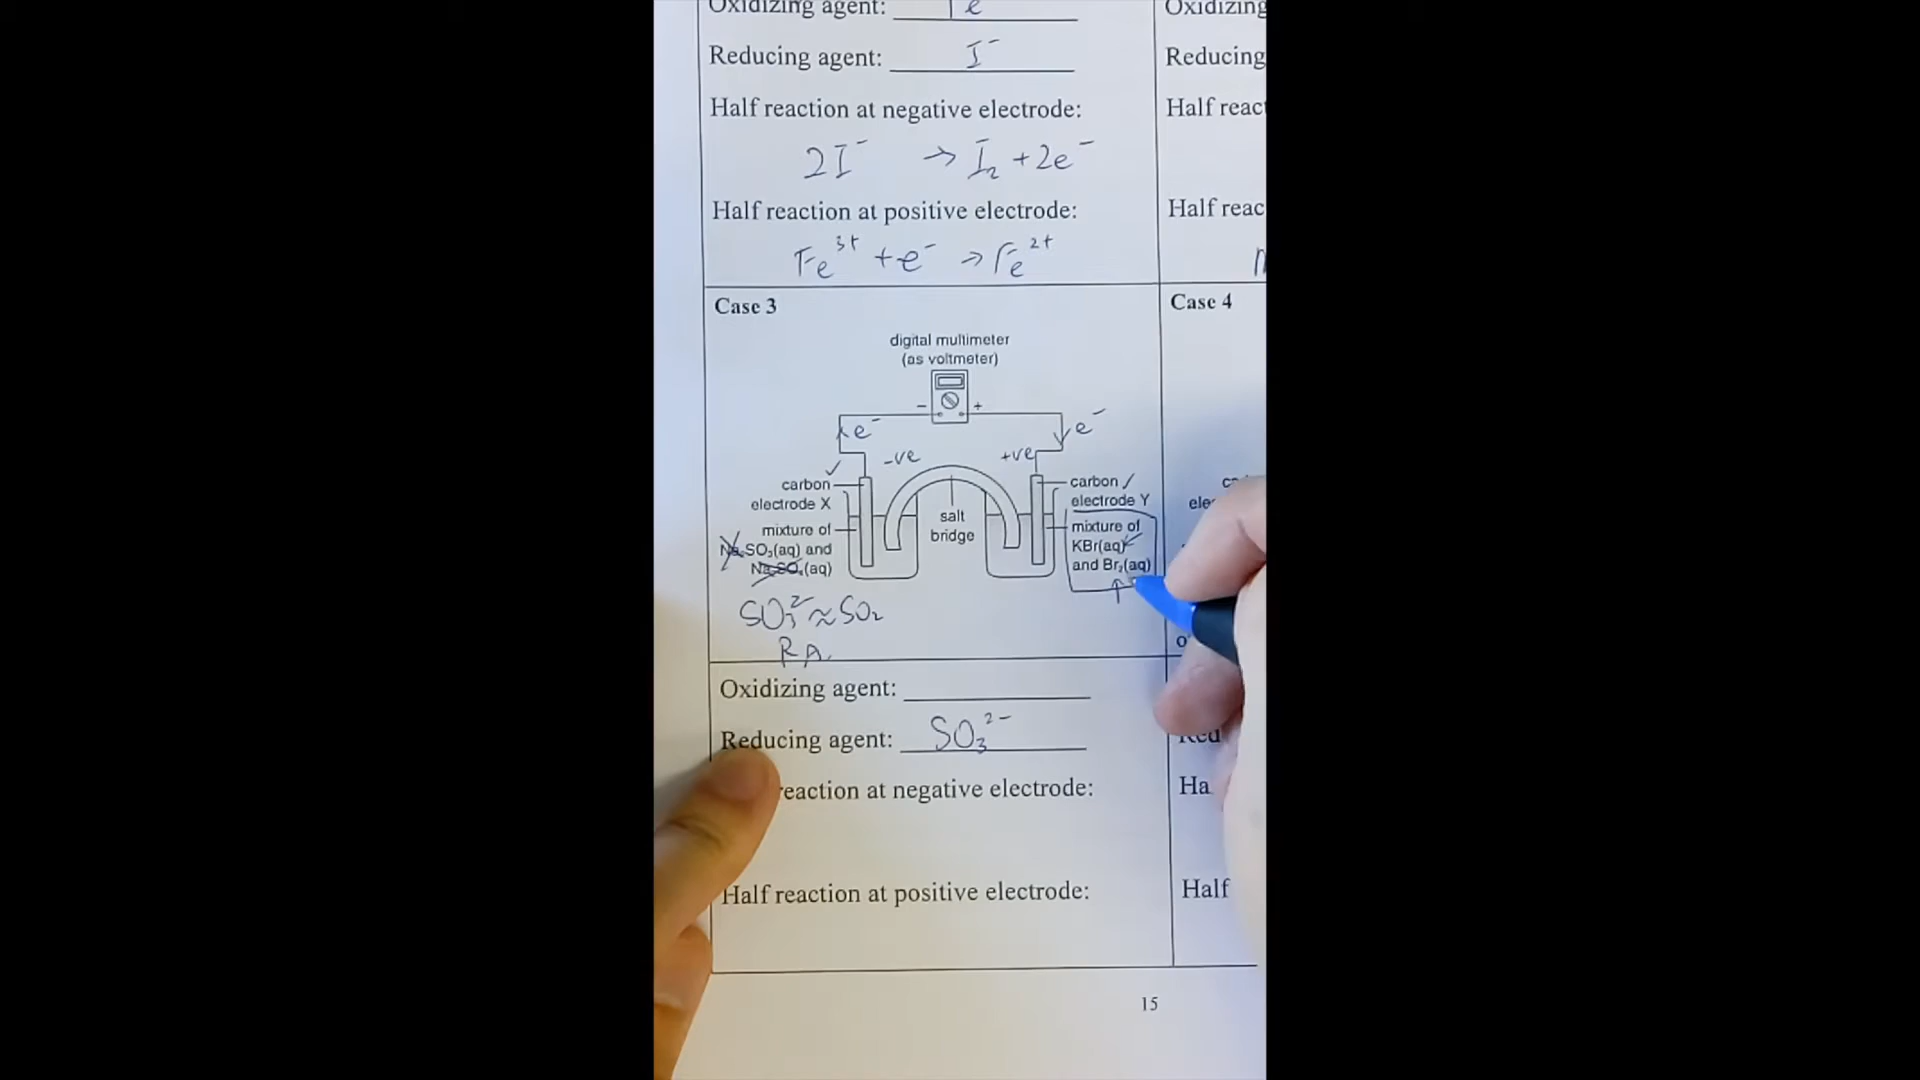 Oxidizing agent: Fe
Reducing agent: I⁻
Half reaction at negative electrode:
2I⁻ → I₂ + 2e⁻
Half reaction at positive electrode:
Fe³⁺ + e⁻ → Fe²⁺
Case 3
digital multimeter
(as voltmeter)
− +
e⁻ e⁻
-ve +ve
carbon
electrode X
mixture of
Na₂SO₃(aq) and
Na₂SO₄(aq)
salt
bridge
carbon
electrode Y
mixture of
KBr(aq)
and Br₂(aq)
SO₃²⁻ ≈ SO₂
RA.
Oxidizing agent:
Reducing agent: SO₃²⁻
reaction at negative electrode:
Half reaction at positive electrode:
Oxidizing
Reducing
Half react
Half reac
Case 4
Ha
Half
15